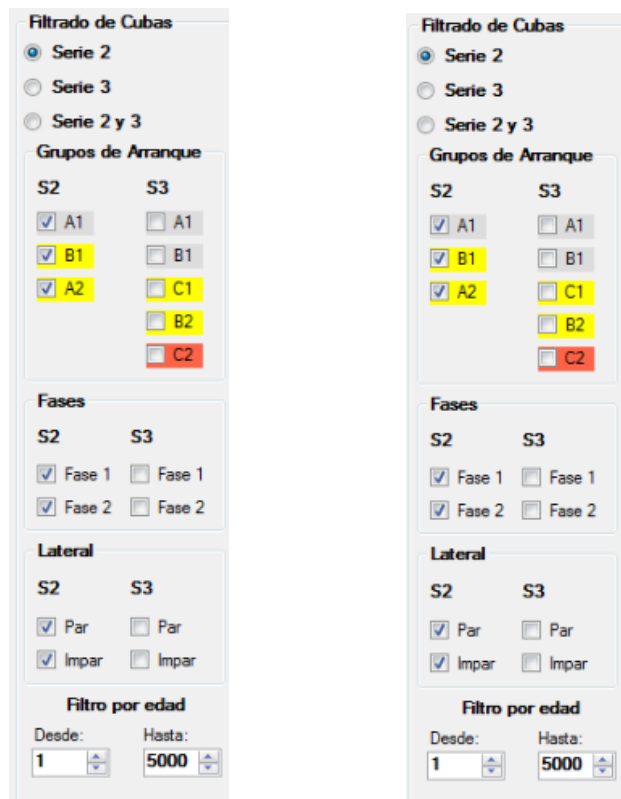 Filtrado de Cubas
Serie 2
Serie 3
Serie 2 y 3
Grupos de Arranque
S2 S3
A1 A1
B1 B1
A2 C1
B2
C2
Fases
S2 S3
Fase 1 Fase 1
Fase 2 Fase 2
Lateral
S2 S3
Par Par
Impar Impar
Filtro por edad
Desde: Hasta:
1 5000
Filtrado de Cubas
Serie 2
Serie 3
Serie 2 y 3
Grupos de Arranque
S2 S3
A1 A1
B1 B1
A2 C1
B2
C2
Fases
S2 S3
Fase 1 Fase 1
Fase 2 Fase 2
Lateral
S2 S3
Par Par
Impar Impar
Filtro por edad
Desde: Hasta:
1 5000